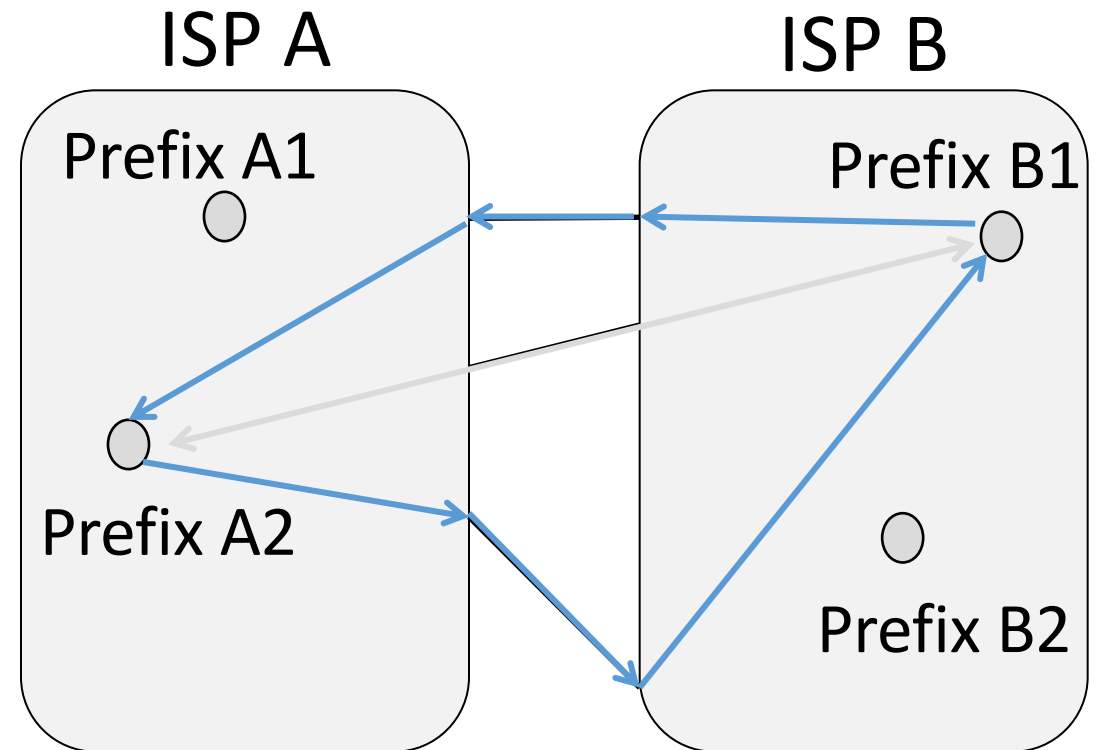 ISP A
ISP B
Prefix A1
Prefix B1
Prefix A2
Prefix B2